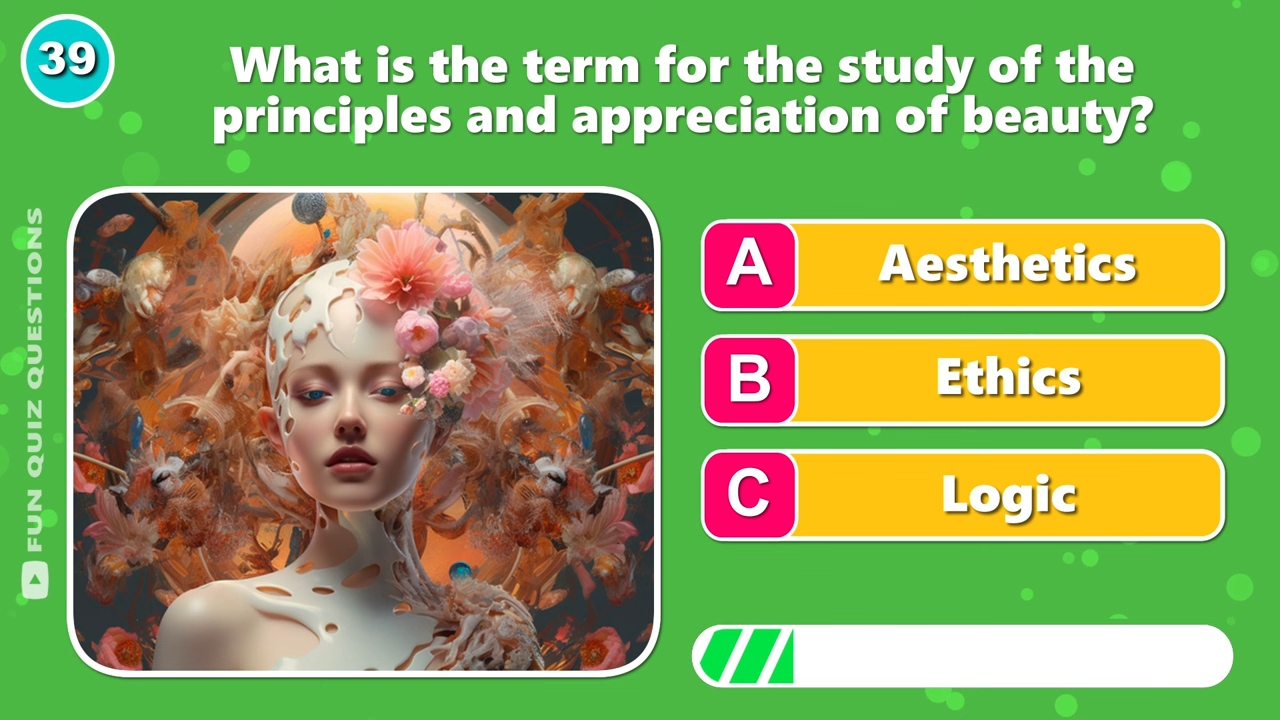 39
What is the term for the study of the
principles and appreciation of beauty?
FUN QUIZ QUESTIONS
A
Aesthetics
B
Ethics
C
Logic